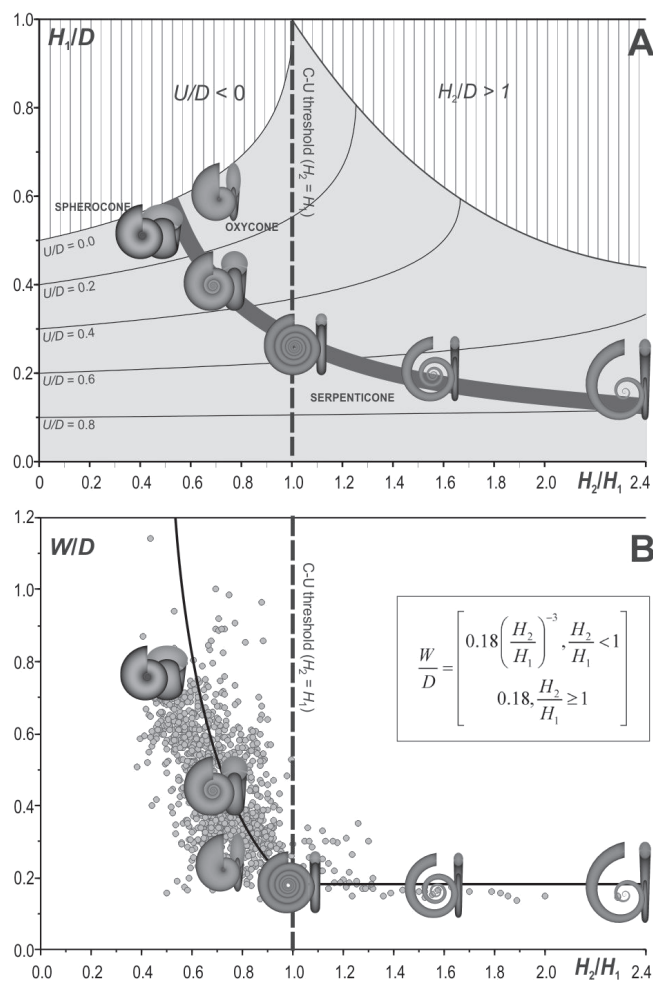 H₁/D
A
1.0
0.8
0.6
0.4
0.2
0.0
U/D < 0
H₂/D > 1
C-U threshold (H₂ = H₁)
SPHEROCONE
OXYCONE
SERPENTICONE
U/D = 0.0
U/D = 0.2
U/D = 0.4
U/D = 0.6
U/D = 0.8
0 0.2 0.4 0.6 0.8 1.0 1.2 1.4 1.6 1.8 2.0 H₂/H₁ 2.4
W/D
B
1.2
1.0
0.8
0.6
0.4
0.2
0.0
C-U threshold (H₂ = H₁)
W/D = [0.18(H₂/H₁)⁻³, H₂/H₁ < 1
0.18, H₂/H₁ ≥ 1]
0.0 0.2 0.4 0.6 0.8 1.0 1.2 1.4 1.6 1.8 2.0 H₂/H₁ 2.4